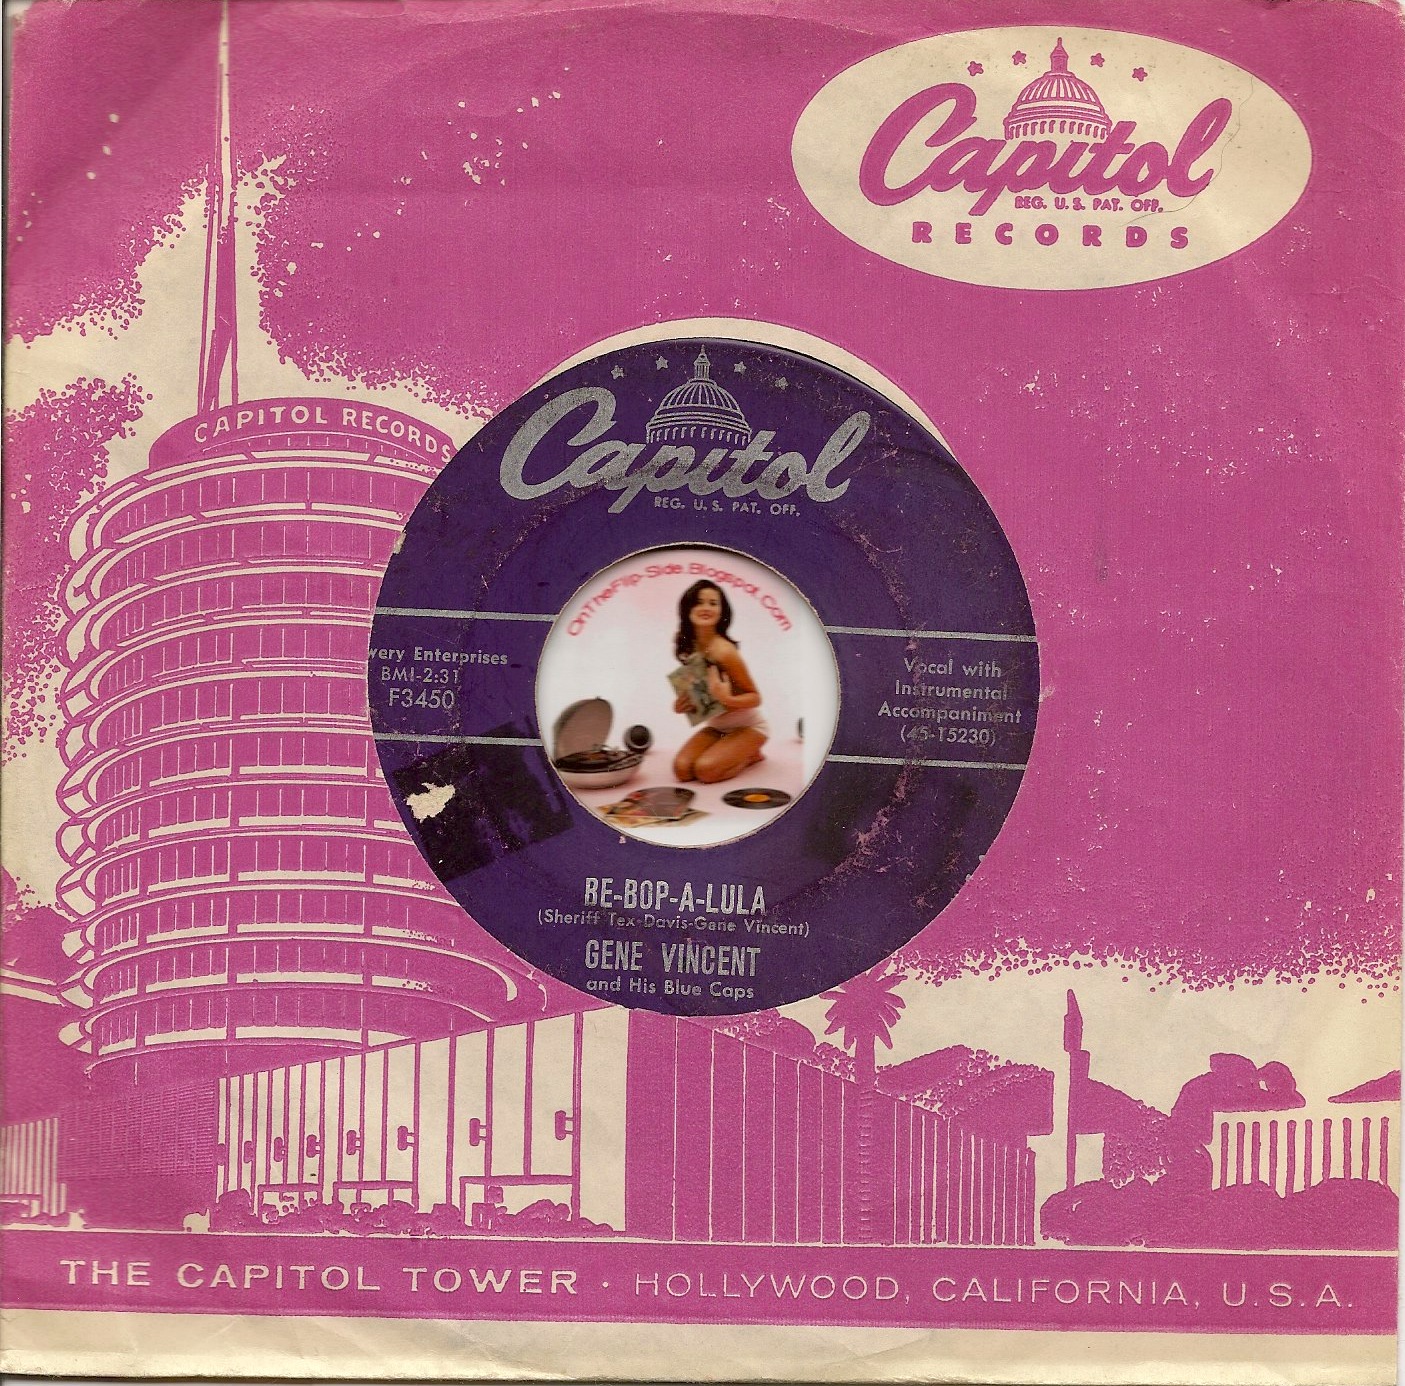 Capitol
REG. U.S. PAT. OFF.
RECORDS
CAPITOL RECORDS
Capitol
REG. U.S. PAT. OFF.
OnTheFlip-Side.Blogspot.Com
Enterprises
BMI-2:31
F3450
Vocal with
Instrumental
Accompaniment
(45-15230)
BE-BOP-A-LULA
(Sheriff Tex-Davis-Gene Vincent)
GENE VINCENT
and His Blue Caps
THE CAPITOL TOWER · HOLLYWOOD, CALIFORNIA, U.S.A.